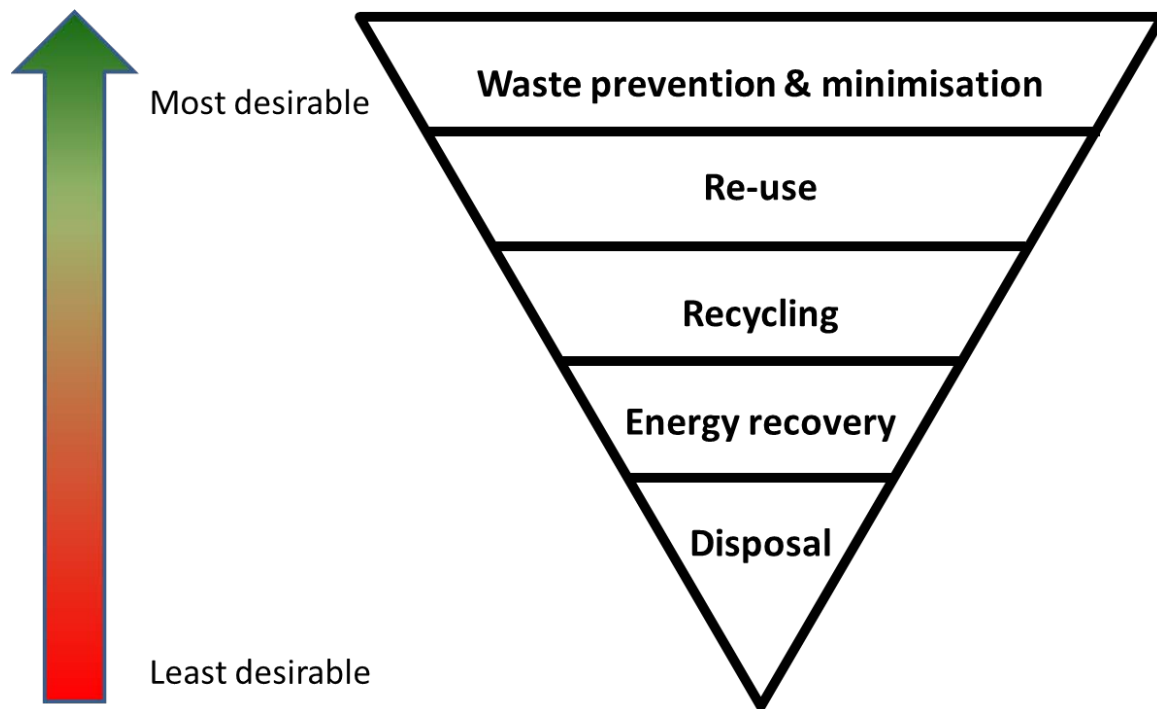 Most desirable
Waste prevention & minimisation
Re-use
Recycling
Energy recovery
Disposal
Least desirable